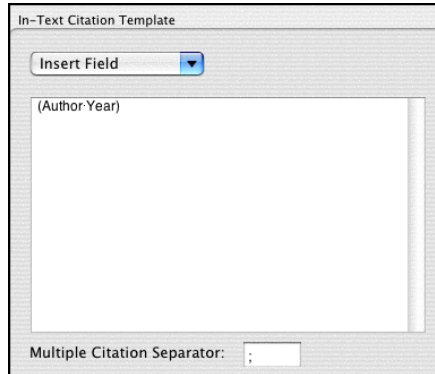 In-Text Citation Template
Insert Field
(Author·Year)
Multiple Citation Separator:
;